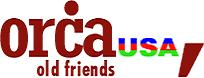 orca USA,
old friends